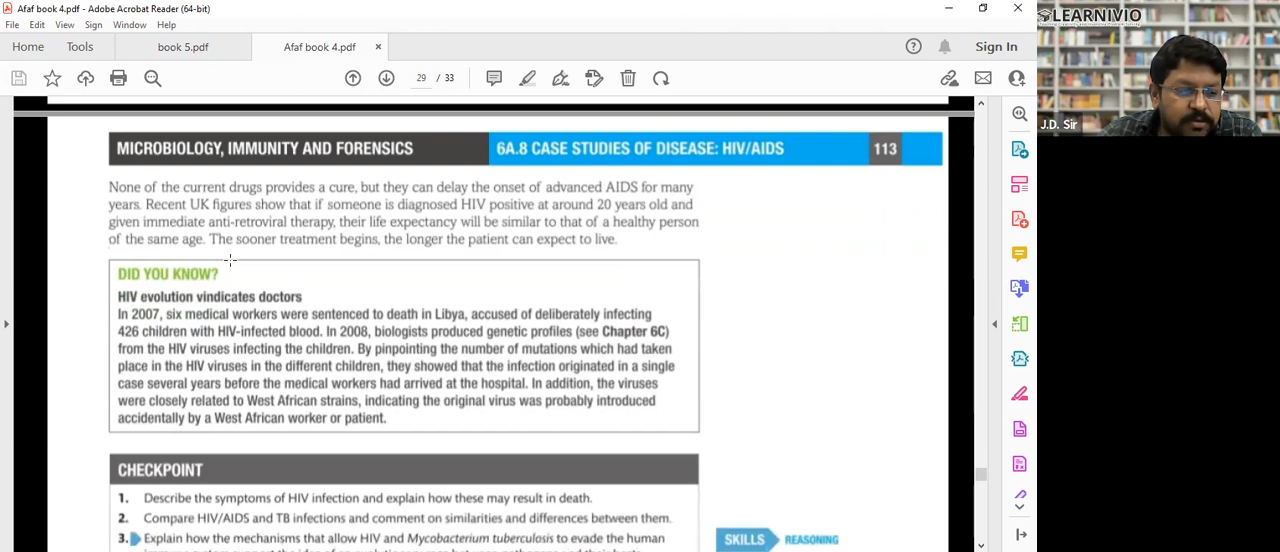 Afaf book 4.pdf - Adobe Acrobat Reader (64-bit)
File Edit View Sign Window Help
Home Tools book 5.pdf Afaf book 4.pdf × Sign In
29 / 33
LEARNIVIO
J.D. Sir
MICROBIOLOGY, IMMUNITY AND FORENSICS 6A.8 CASE STUDIES OF DISEASE: HIV/AIDS 113
None of the current drugs provides a cure, but they can delay the onset of advanced AIDS for many
years. Recent UK figures show that if someone is diagnosed HIV positive at around 20 years old and
given immediate anti-retroviral therapy, their life expectancy will be similar to that of a healthy person
of the same age. The sooner treatment begins, the longer the patient can expect to live.
DID YOU KNOW?
HIV evolution vindicates doctors
In 2007, six medical workers were sentenced to death in Libya, accused of deliberately infecting
426 children with HIV-infected blood. In 2008, biologists produced genetic profiles (see Chapter 6C)
from the HIV viruses infecting the children. By pinpointing the number of mutations which had taken
place in the HIV viruses in the different children, they showed that the infection originated in a single
case several years before the medical workers had arrived at the hospital. In addition, the viruses
were closely related to West African strains, indicating the original virus was probably introduced
accidentally by a West African worker or patient.
CHECKPOINT
1. Describe the symptoms of HIV infection and explain how these may result in death.
2. Compare HIV/AIDS and TB infections and comment on similarities and differences between them.
3. Explain how the mechanisms that allow HIV and Mycobacterium tuberculosis to evade the human
SKILLS REASONING